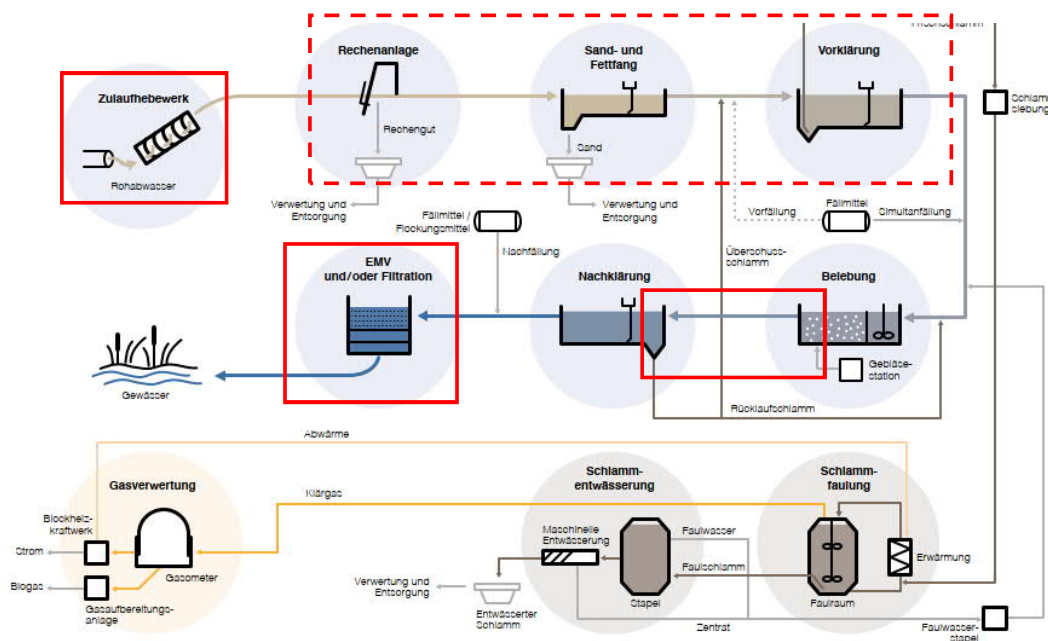 Rechenanlage
Sand- und
Fettfang
Vorklärung
Zulaufhebewerk
Schlamm-
siebung
Rechengut
Sand
Rohabwasser
Verwertung und
Entsorgung
Verwertung und
Entsorgung
Fällmittel /
Flockungsmittel
Vorfällung
Fällmittel
Simultanfällung
Nachfällung
Überschuss-
schlamm
EMV
und/oder Filtration
Nachklärung
Belebung
Gebläse-
station
Gewässer
Rücklaufschlamm
Abwärme
Gasverwertung
Schlamm-
entwässerung
Schlamm-
faulung
Klärgas
Blockheiz-
kraftwerk
Maschinelle
Entwässerung
Faulwasser
Strom
Gasometer
Erwärmung
Faulschlamm
Biogas
Gasaufbereitungs-
anlage
Verwertung und
Entsorgung
Entwässerter
Schlamm
Stapel
Faulraum
Zentrat
Faulwasser-
stapel